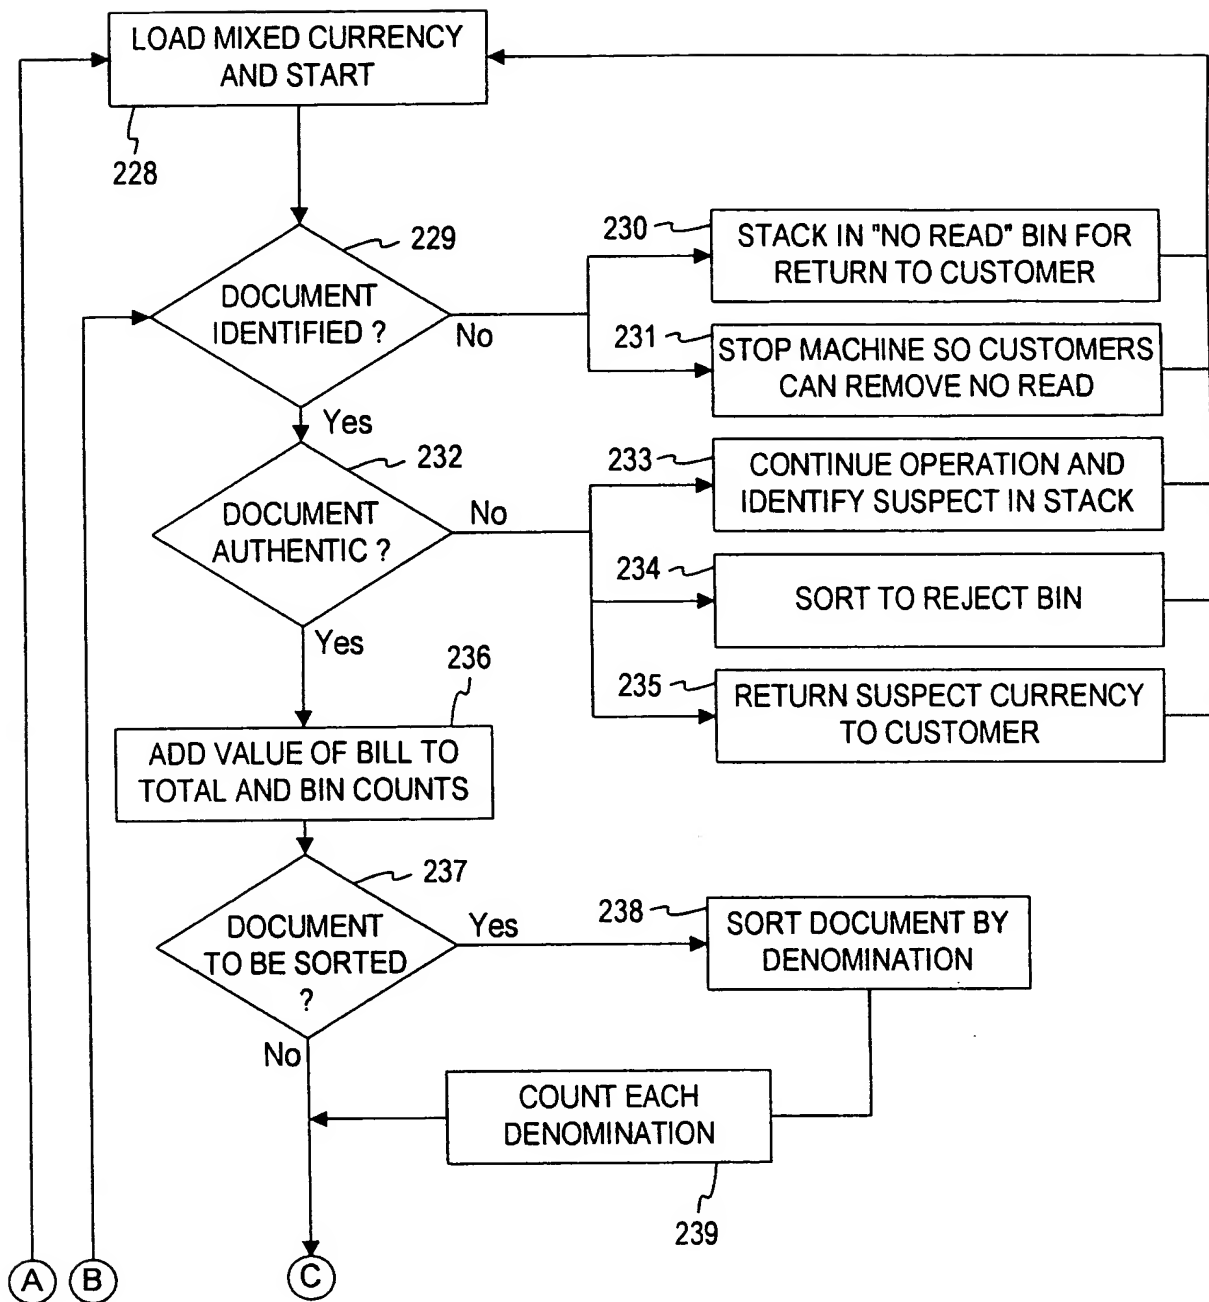 LOAD MIXED CURRENCY
AND START
228
229
DOCUMENT
IDENTIFIED ?
No
Yes
230
STACK IN "NO READ" BIN FOR
RETURN TO CUSTOMER
231
STOP MACHINE SO CUSTOMERS
CAN REMOVE NO READ
232
DOCUMENT
AUTHENTIC ?
No
Yes
233
CONTINUE OPERATION AND
IDENTIFY SUSPECT IN STACK
234
SORT TO REJECT BIN
235
RETURN SUSPECT CURRENCY
TO CUSTOMER
236
ADD VALUE OF BILL TO
TOTAL AND BIN COUNTS
237
DOCUMENT
TO BE SORTED
?
Yes
No
238
SORT DOCUMENT BY
DENOMINATION
COUNT EACH
DENOMINATION
239
A
B
C